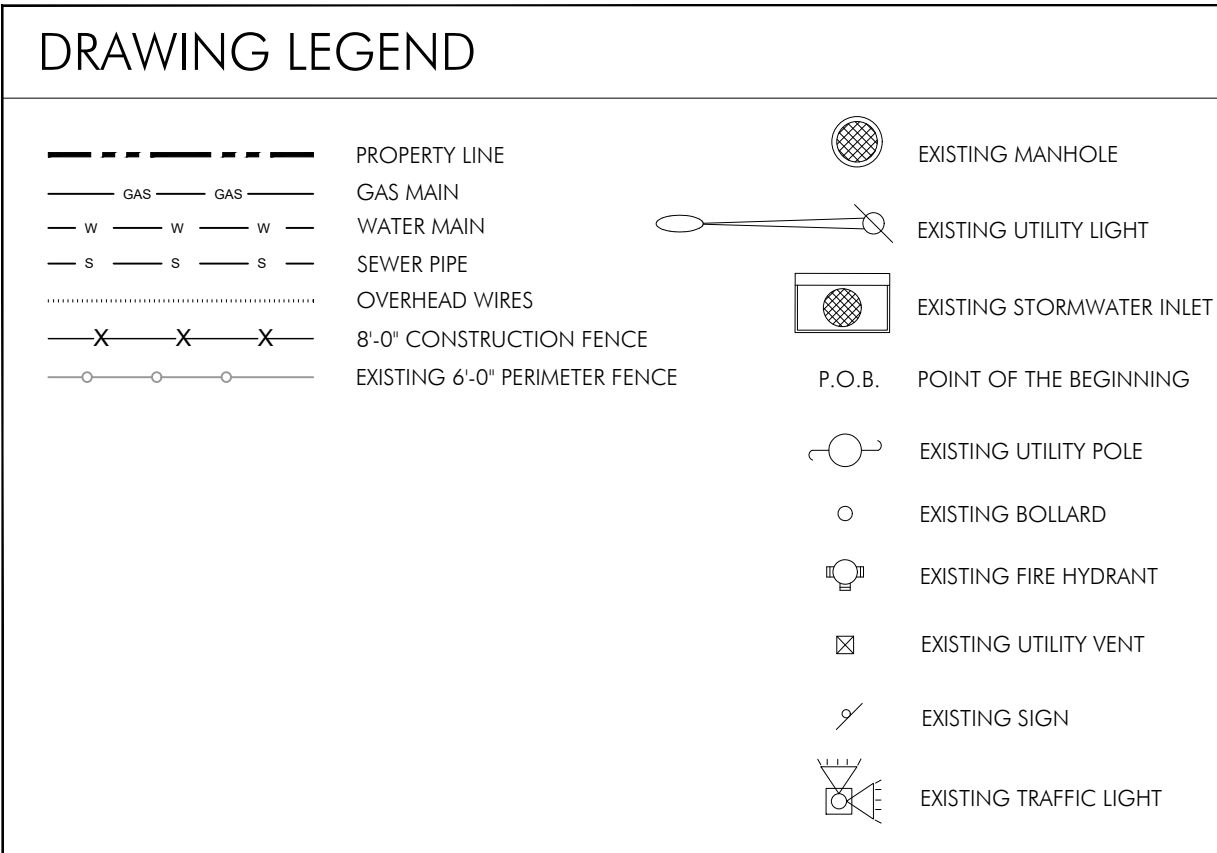 DRAWING LEGEND
PROPERTY LINE
GAS GAS GAS MAIN
W W W WATER MAIN
S S S SEWER PIPE
OVERHEAD WIRES
X X X 8'-0" CONSTRUCTION FENCE
EXISTING 6'-0" PERIMETER FENCE
EXISTING MANHOLE
EXISTING UTILITY LIGHT
EXISTING STORMWATER INLET
P.O.B. POINT OF THE BEGINNING
EXISTING UTILITY POLE
EXISTING BOLLARD
EXISTING FIRE HYDRANT
EXISTING UTILITY VENT
EXISTING SIGN
EXISTING TRAFFIC LIGHT